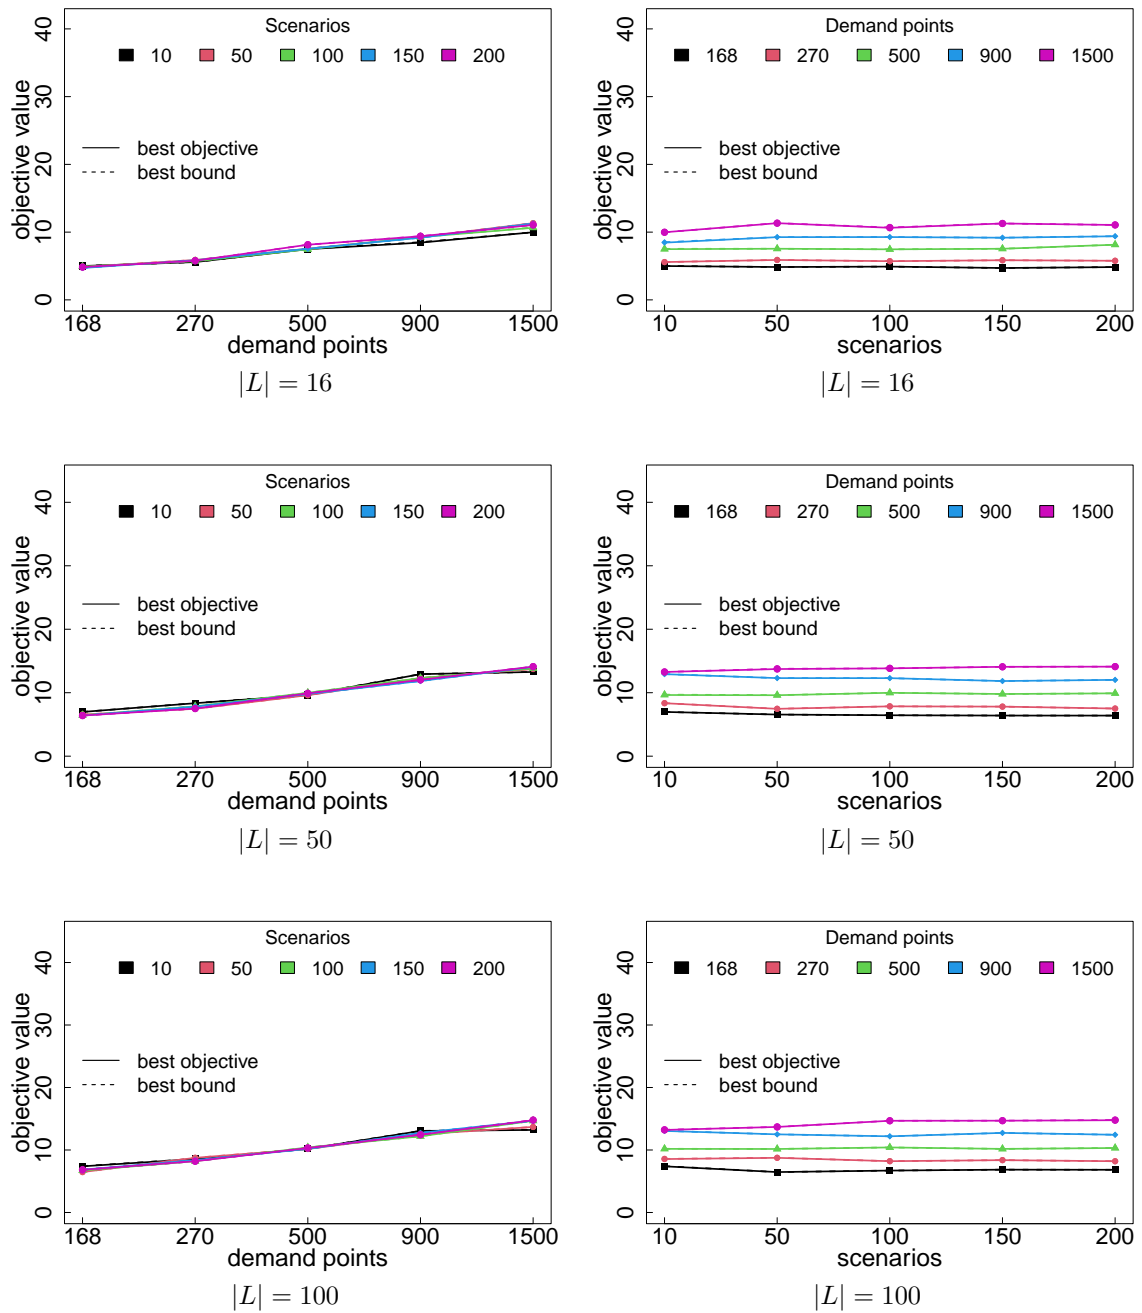 Scenarios
10 50 100 150 200
best objective
best bound
objective value
0 10 20 30 40
168 270 500 900 1500
demand points
|L| = 16
Demand points
168 270 500 900 1500
best objective
best bound
objective value
0 10 20 30 40
10 50 100 150 200
scenarios
|L| = 16
Scenarios
10 50 100 150 200
best objective
best bound
objective value
0 10 20 30 40
168 270 500 900 1500
demand points
|L| = 50
Demand points
168 270 500 900 1500
best objective
best bound
objective value
0 10 20 30 40
10 50 100 150 200
scenarios
|L| = 50
Scenarios
10 50 100 150 200
best objective
best bound
objective value
0 10 20 30 40
168 270 500 900 1500
demand points
|L| = 100
Demand points
168 270 500 900 1500
best objective
best bound
objective value
0 10 20 30 40
10 50 100 150 200
scenarios
|L| = 100